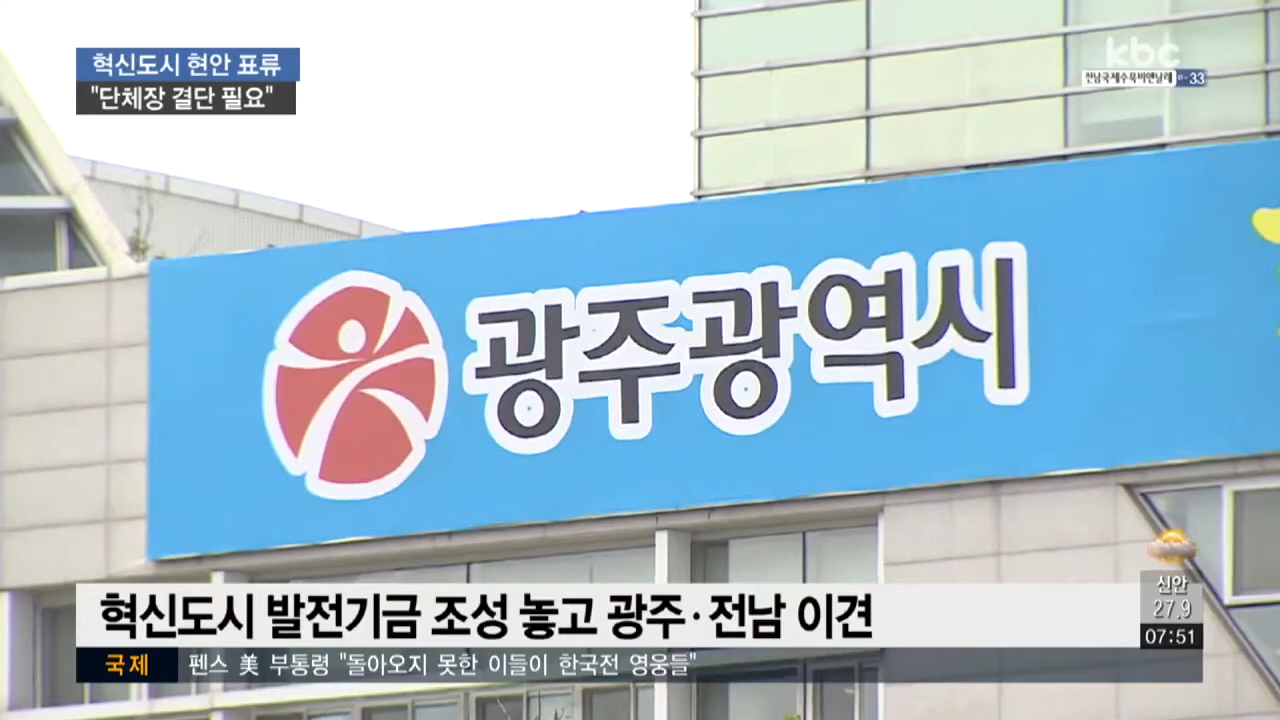 혁신도시 현안 표류
"단체장 결단 필요"
kbc
전남국제수묵비엔날레 D-33
광주광역시
혁신도시 발전기금 조성 놓고 광주·전남 이견
신안
27.9
07:51
국제 펜스 美 부통령 "돌아오지 못한 이들이 한국전 영웅들"